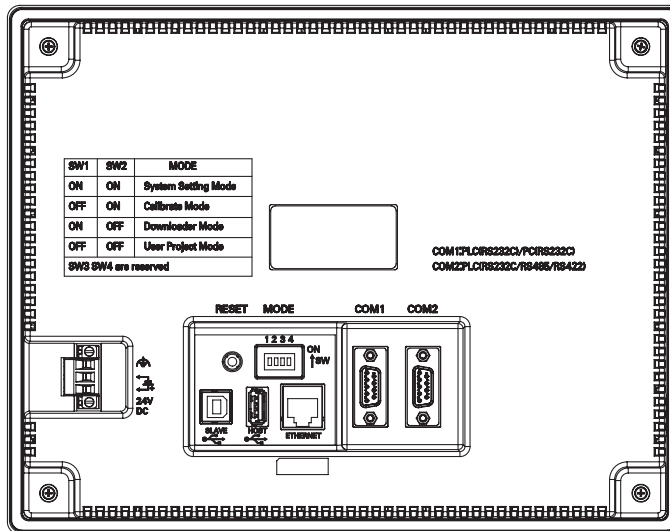 SW1 SW2 MODE
ON ON System Setting Mode
OFF ON Calibrate Mode
ON OFF Downloader Mode
OFF OFF User Project Mode
SW3 SW4 are reserved
COM1:PLC(RS232C)/PC(RS232C)
COM2:PLC(RS232C/RS485/RS422)
RESET MODE COM1 COM2
1 2 3 4
ON
SW
24V
DC
SLAVE HOST ETHERNET